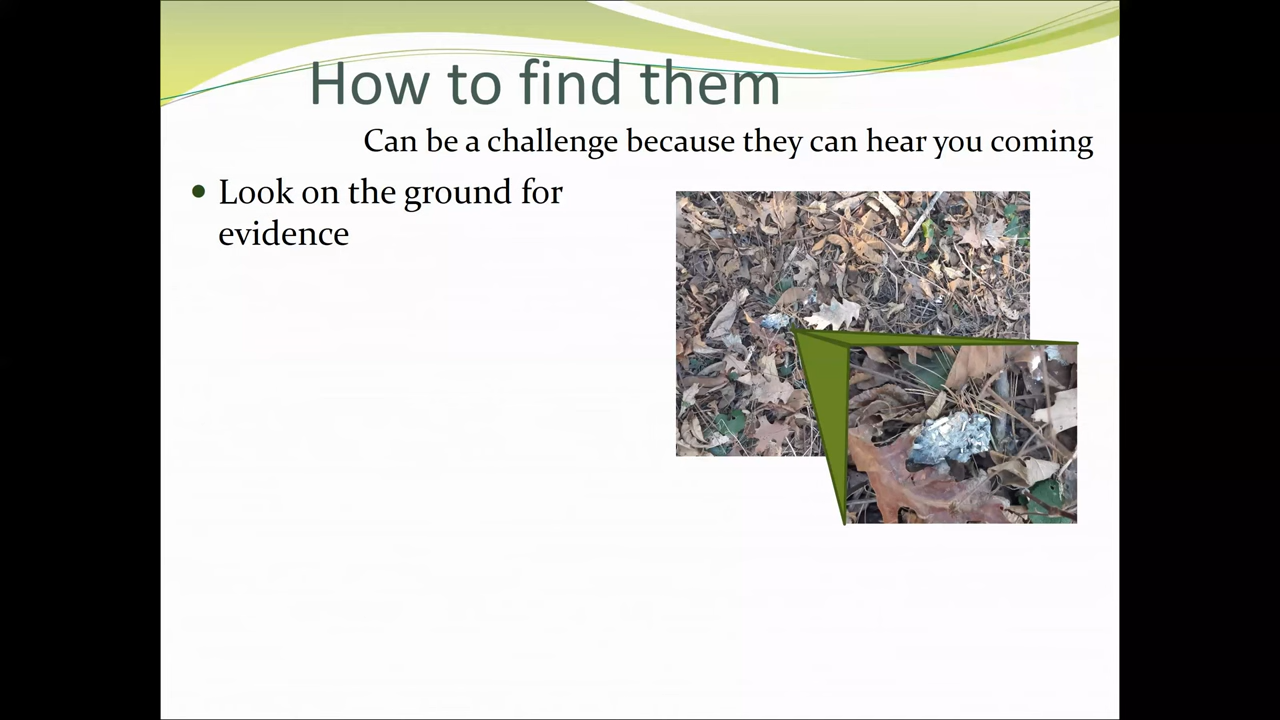 How to find them
Can be a challenge because they can hear you coming
Look on the ground for
evidence